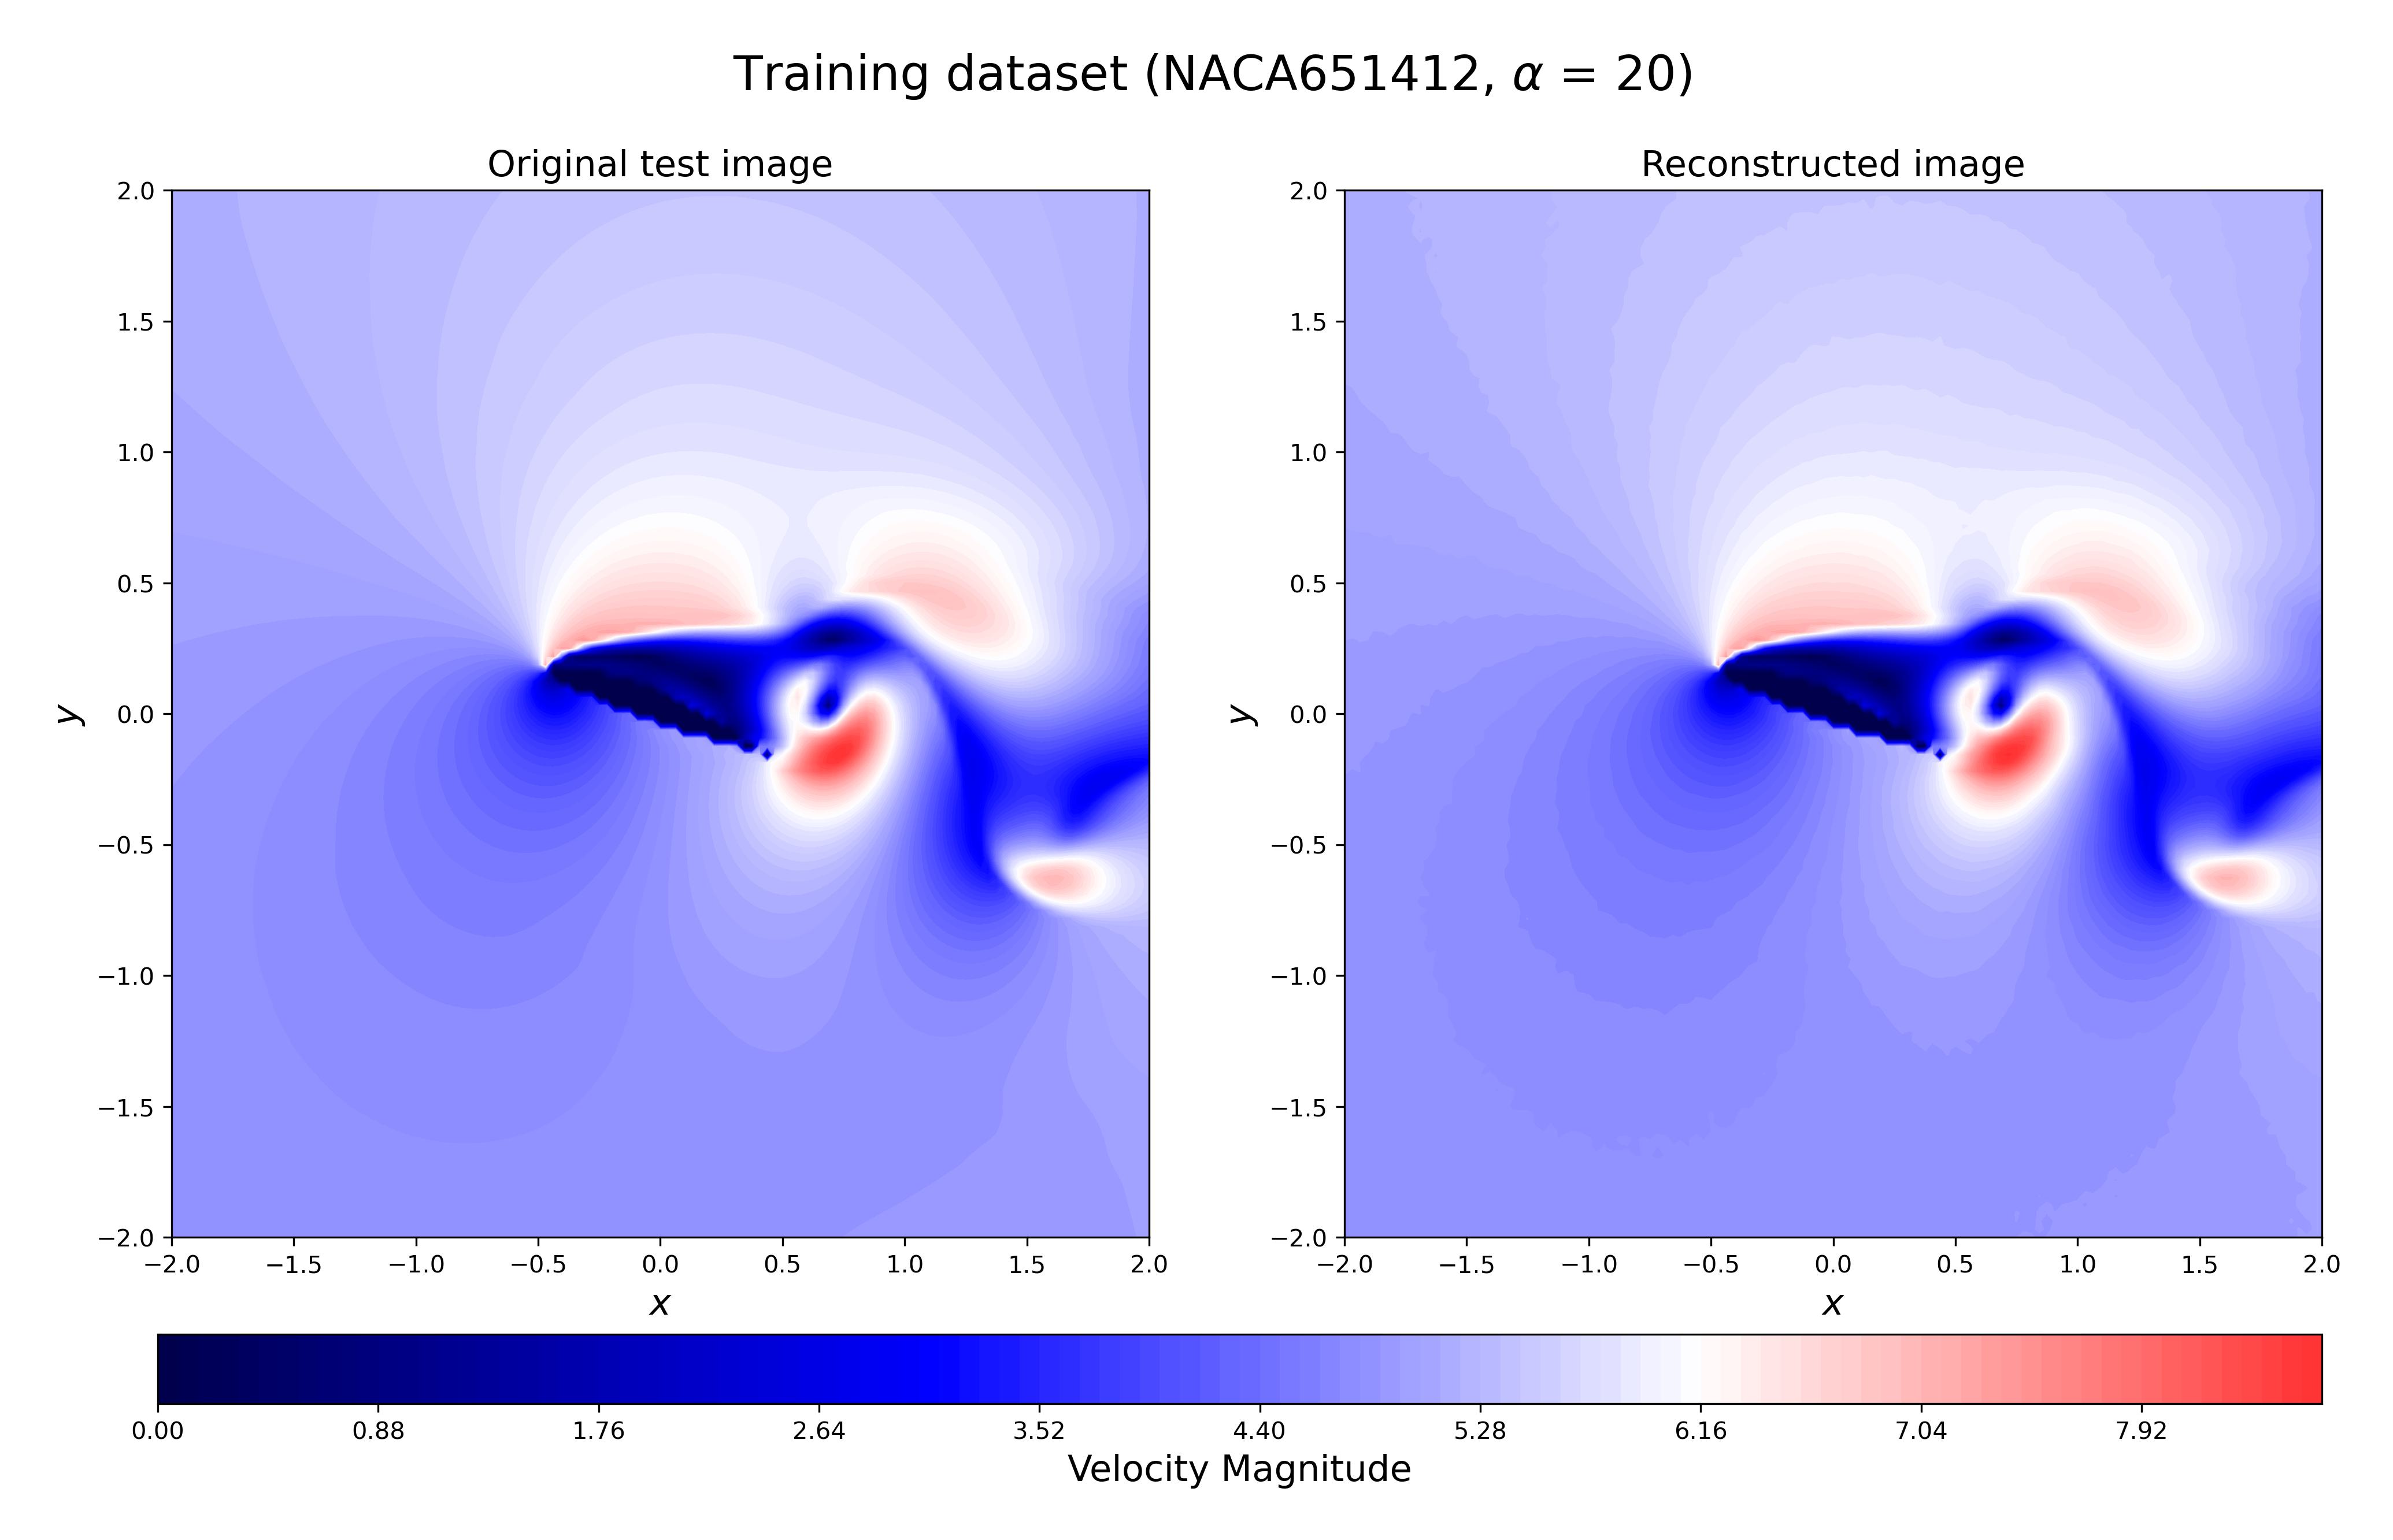 Training dataset (NACA651412, α = 20)
Original test image
Reconstructed image
2.0
1.5
1.0
0.5
0.0
−0.5
−1.0
−1.5
−2.0
y
−2.0 −1.5 −1.0 −0.5 0.0 0.5 1.0 1.5 2.0
x
2.0
1.5
1.0
0.5
0.0
−0.5
−1.0
−1.5
−2.0
y
−2.0 −1.5 −1.0 −0.5 0.0 0.5 1.0 1.5 2.0
x
0.00 0.88 1.76 2.64 3.52 4.40 5.28 6.16 7.04 7.92
Velocity Magnitude